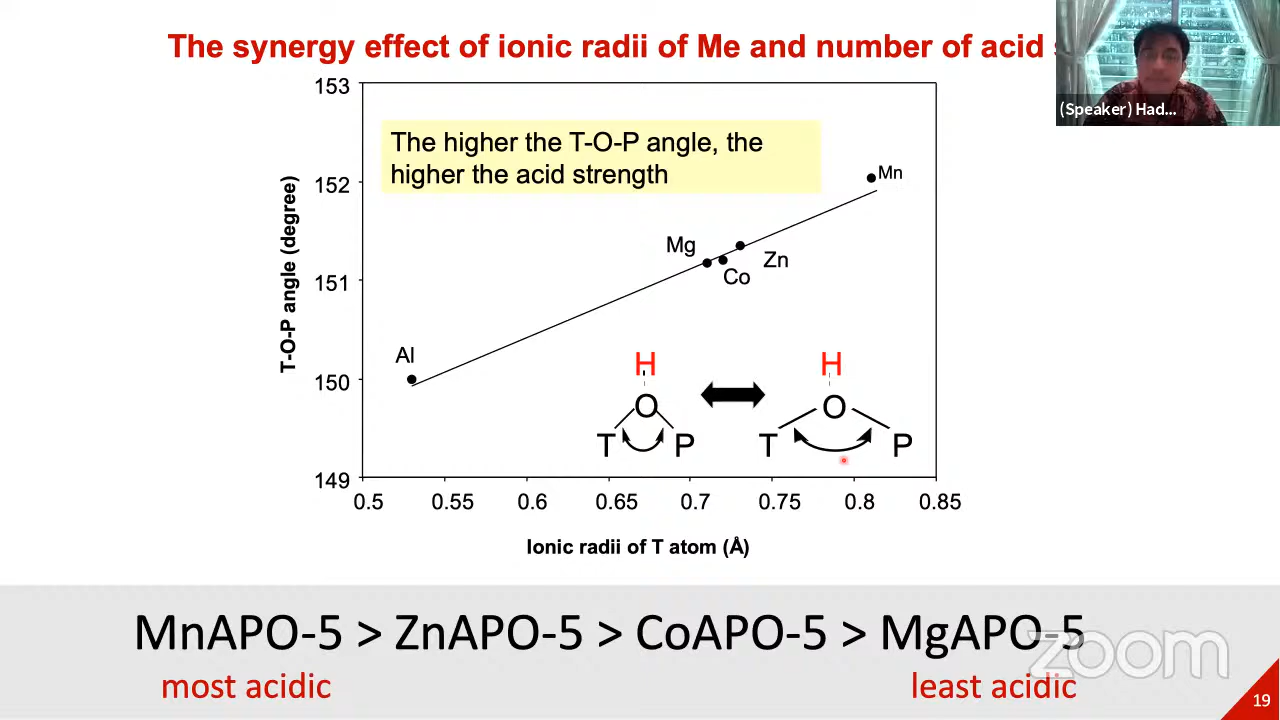 The synergy effect of ionic radii of Me and number of acid
(Speaker) Had...
153
152
151
150
149
T-O-P angle (degree)
The higher the T-O-P angle, the
higher the acid strength
Mn
Mg
Zn
Co
Al
H
H
O
O
T
P
T
P
0.5
0.55
0.6
0.65
0.7
0.75
0.8
0.85
Ionic radii of T atom (Å)
MnAPO-5 > ZnAPO-5 > CoAPO-5 > MgAPO-5
most acidic
least acidic
zoom
19